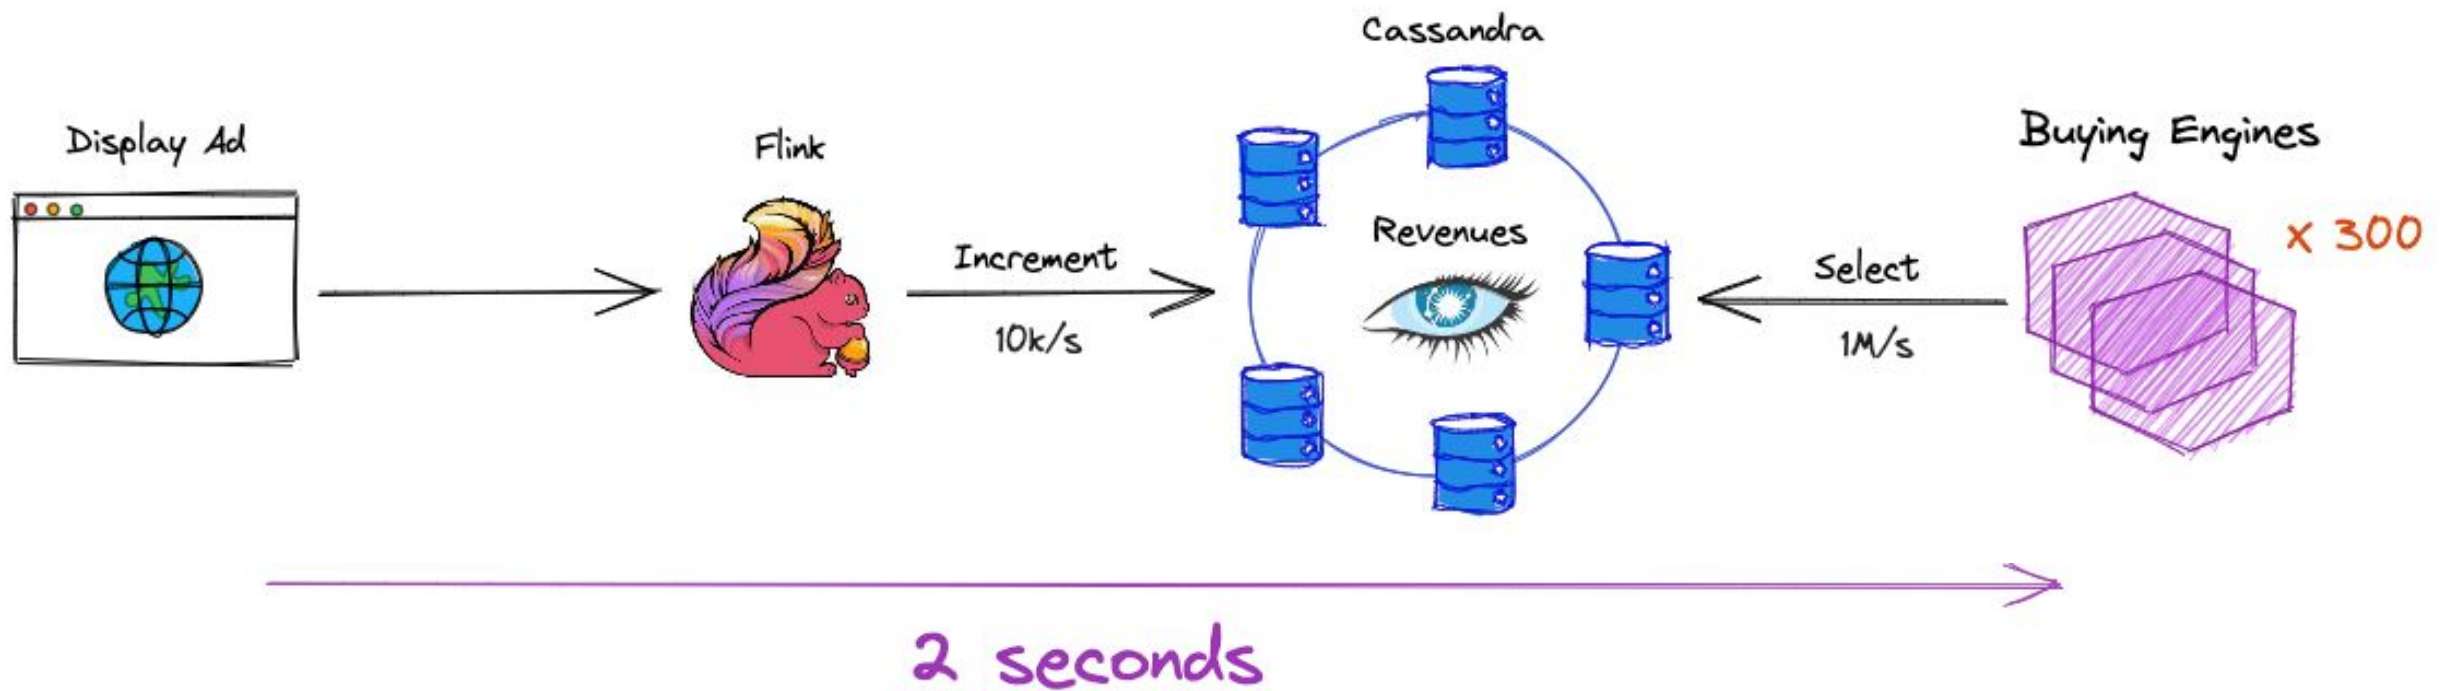 Display Ad
Flink
Increment
10k/s
Cassandra
Revenues
Select
1M/s
Buying Engines
x 300
2 seconds